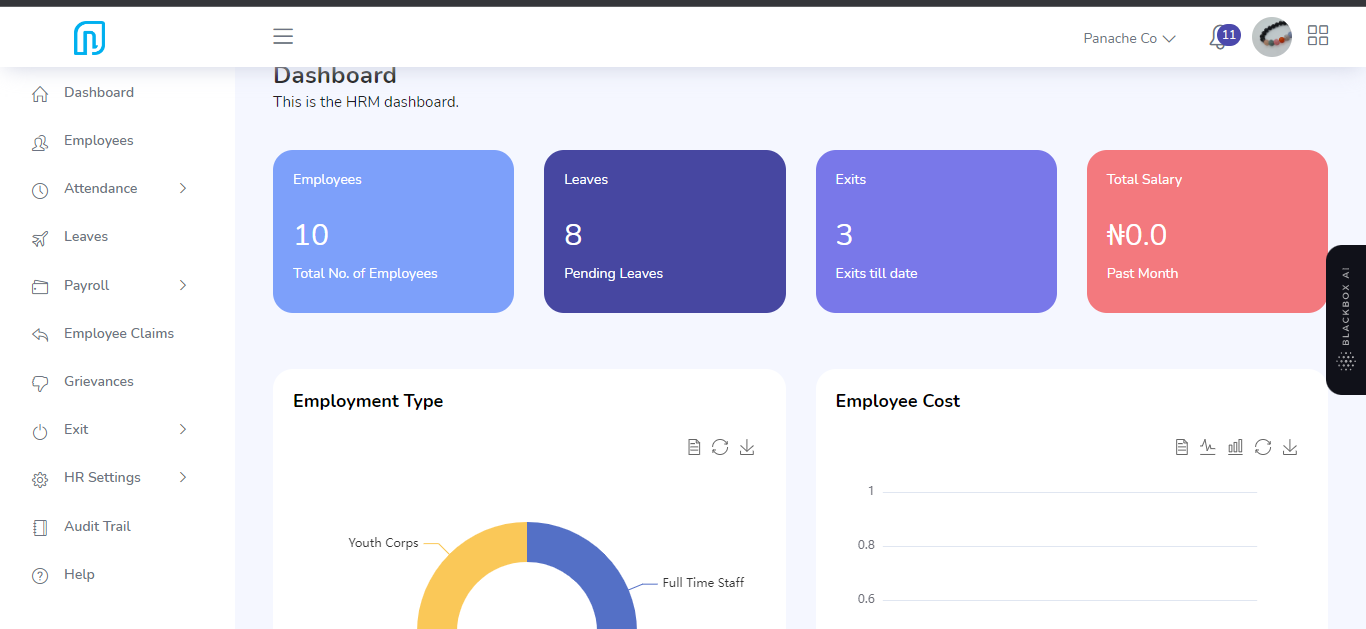 Panache Co
11
Dashboard
This is the HRM dashboard.
Dashboard
Employees
Attendance
Leaves
Payroll
Employee Claims
Grievances
Exit
HR Settings
Audit Trail
Help
Employees
10
Total No. of Employees
Leaves
8
Pending Leaves
Exits
3
Exits till date
Total Salary
₦0.0
Past Month
BLACKBOX AI
Employment Type
Youth Corps
Full Time Staff
Employee Cost
1
0.8
0.6